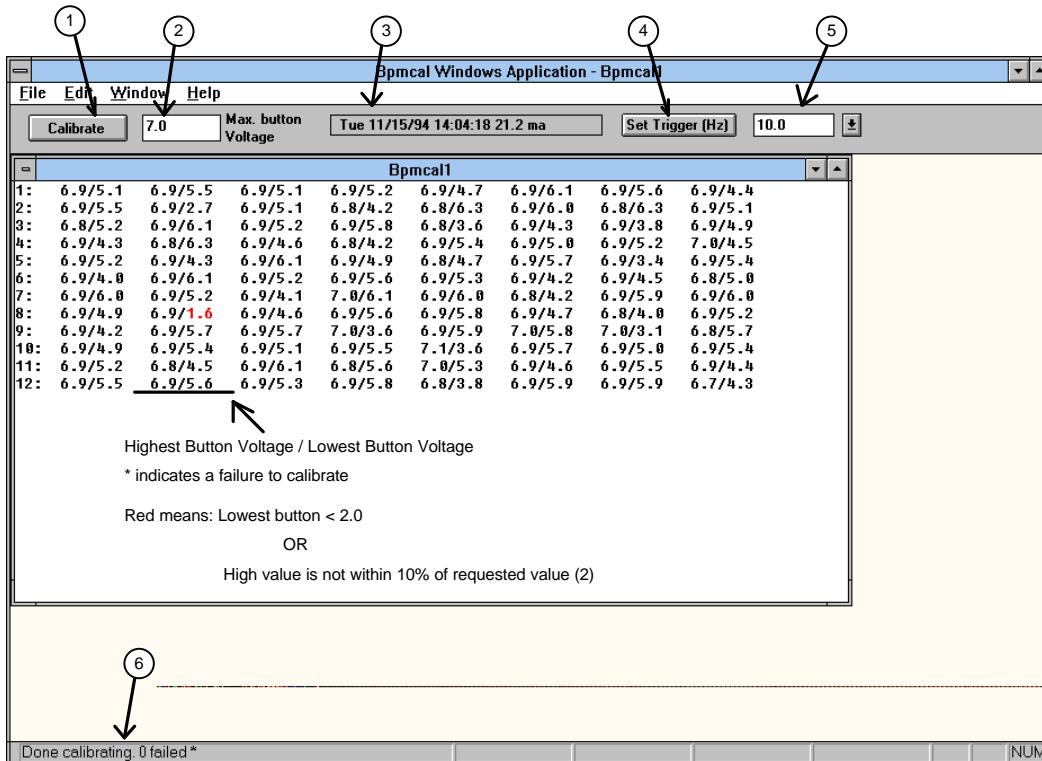 1 2 3 4 5
Bpmcal Windows Application - Bpmcal1
File Edit Window Help
Calibrate 7.0 Max. button Voltage Tue 11/15/94 14:04:18 21.2 ma Set Trigger (Hz) 10.0
Bpmcal1
1: 6.9/5.1 6.9/5.5 6.9/5.1 6.9/5.2 6.9/4.7 6.9/6.1 6.9/5.6 6.9/4.4
2: 6.9/5.5 6.9/2.7 6.9/5.1 6.8/4.2 6.8/6.3 6.9/6.0 6.8/6.3 6.9/5.1
3: 6.8/5.2 6.9/6.1 6.9/5.2 6.9/5.8 6.8/3.6 6.9/4.3 6.9/3.8 6.9/4.9
4: 6.9/4.3 6.8/6.3 6.9/4.6 6.8/4.2 6.9/5.4 6.9/5.0 6.9/5.2 7.0/4.5
5: 6.9/5.2 6.9/4.3 6.9/6.1 6.9/4.9 6.8/4.7 6.9/5.7 6.9/3.4 6.9/5.4
6: 6.9/4.0 6.9/6.1 6.9/5.2 6.9/5.6 6.9/5.3 6.9/4.2 6.9/4.5 6.8/5.0
7: 6.9/6.0 6.9/5.2 6.9/4.1 7.0/6.1 6.9/6.0 6.8/4.2 6.9/5.9 6.9/6.0
8: 6.9/4.9 6.9/1.6 6.9/4.6 6.9/5.6 6.9/5.8 6.9/4.7 6.8/4.0 6.9/5.2
9: 6.9/4.2 6.9/5.7 6.9/5.7 7.0/3.6 6.9/5.9 7.0/5.8 7.0/3.1 6.8/5.7
10: 6.9/4.9 6.9/5.4 6.9/5.1 6.9/5.5 7.1/3.6 6.9/5.7 6.9/5.0 6.9/5.4
11: 6.9/5.2 6.8/4.5 6.9/6.1 6.8/5.6 7.0/5.3 6.9/4.6 6.9/5.5 6.9/4.4
12: 6.9/5.5 6.9/5.6 6.9/5.3 6.9/5.8 6.8/3.8 6.9/5.9 6.9/5.9 6.7/4.3
Highest Button Voltage / Lowest Button Voltage
* indicates a failure to calibrate
Red means: Lowest button < 2.0
OR
High value is not within 10% of requested value (2)
6
Done calibrating. 0 failed * NUM